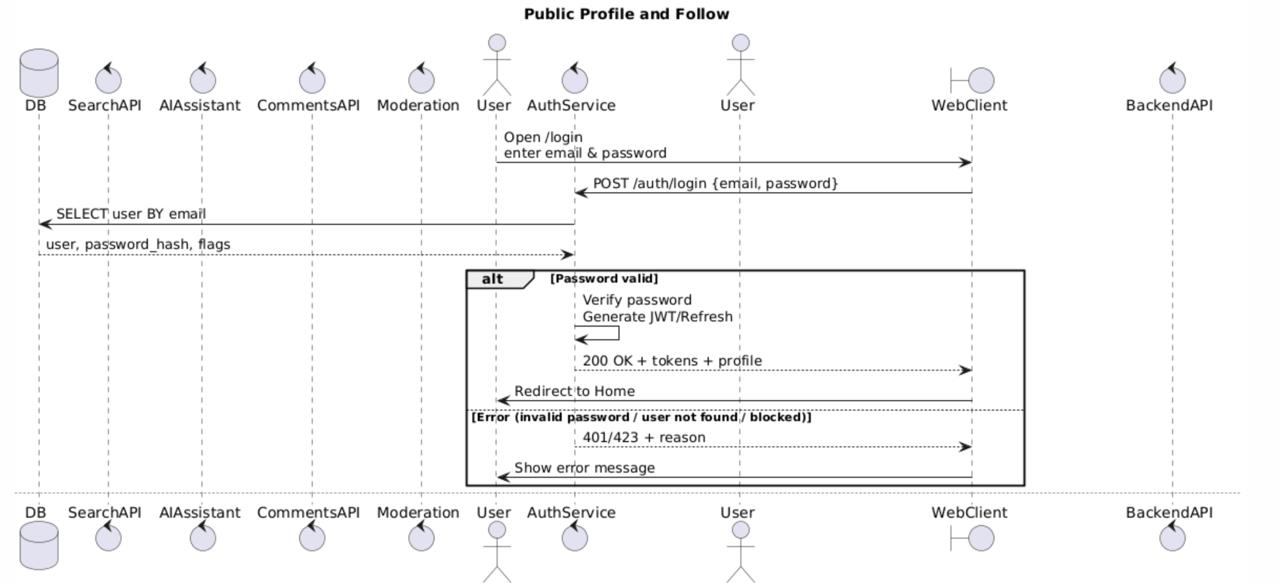 Public Profile and Follow
DB SearchAPI AIAssistant CommentsAPI Moderation User AuthService User WebClient BackendAPI
Open /login
enter email & password
POST /auth/login {email, password}
SELECT user BY email
user, password_hash, flags
alt [Password valid]
Verify password
Generate JWT/Refresh
200 OK + tokens + profile
Redirect to Home
[Error (invalid password / user not found / blocked)]
401/423 + reason
Show error message
DB SearchAPI AIAssistant CommentsAPI Moderation User AuthService User WebClient BackendAPI